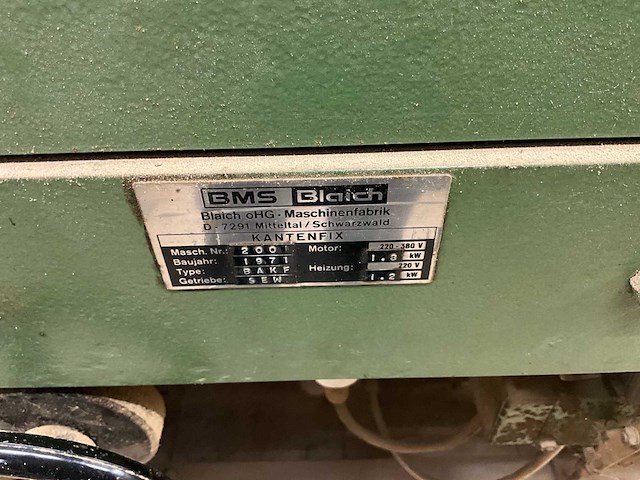 BMS Blaich
Blaich oHG · Maschinenfabrik
D - 7291 Mitteltal / Schwarzwald
KANTENFIX
Masch. Nr.: 2001 Motor: 220 - 380 V
Baujahr: 1971 1.8 kW
Type: BAKF Heizung: 220 V
Getriebe: SEW 1.2 kW